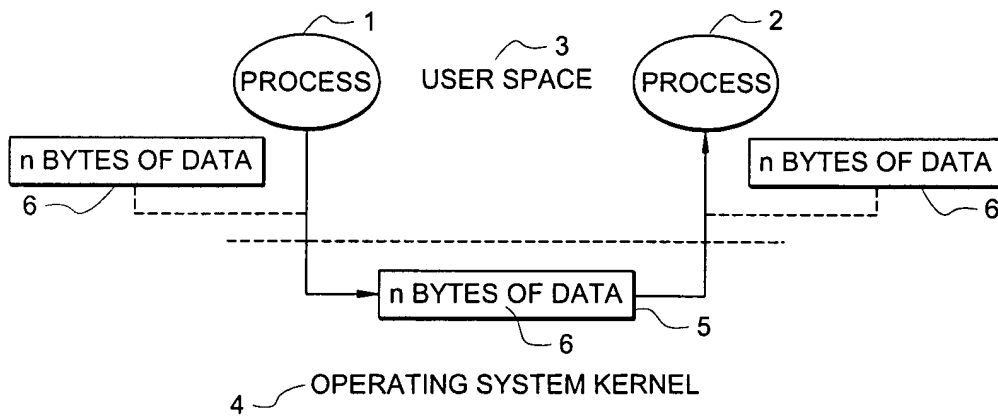 1
2
3
PROCESS
USER SPACE
PROCESS
n BYTES OF DATA
n BYTES OF DATA
6
6
n BYTES OF DATA
6
5
4
OPERATING SYSTEM KERNEL